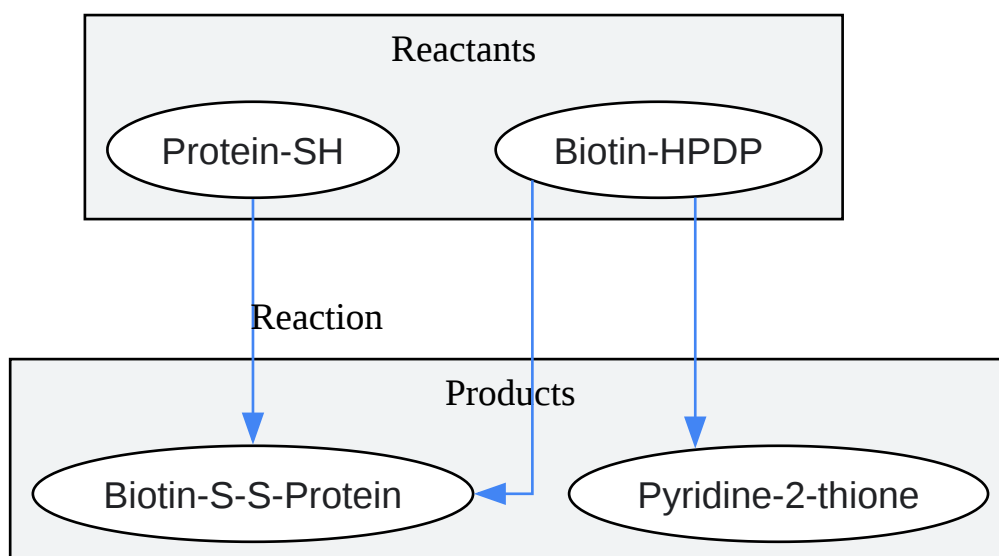 Reactants
Protein-SH
Biotin-HPDP
Reaction
Products
Biotin-S-S-Protein
Pyridine-2-thione